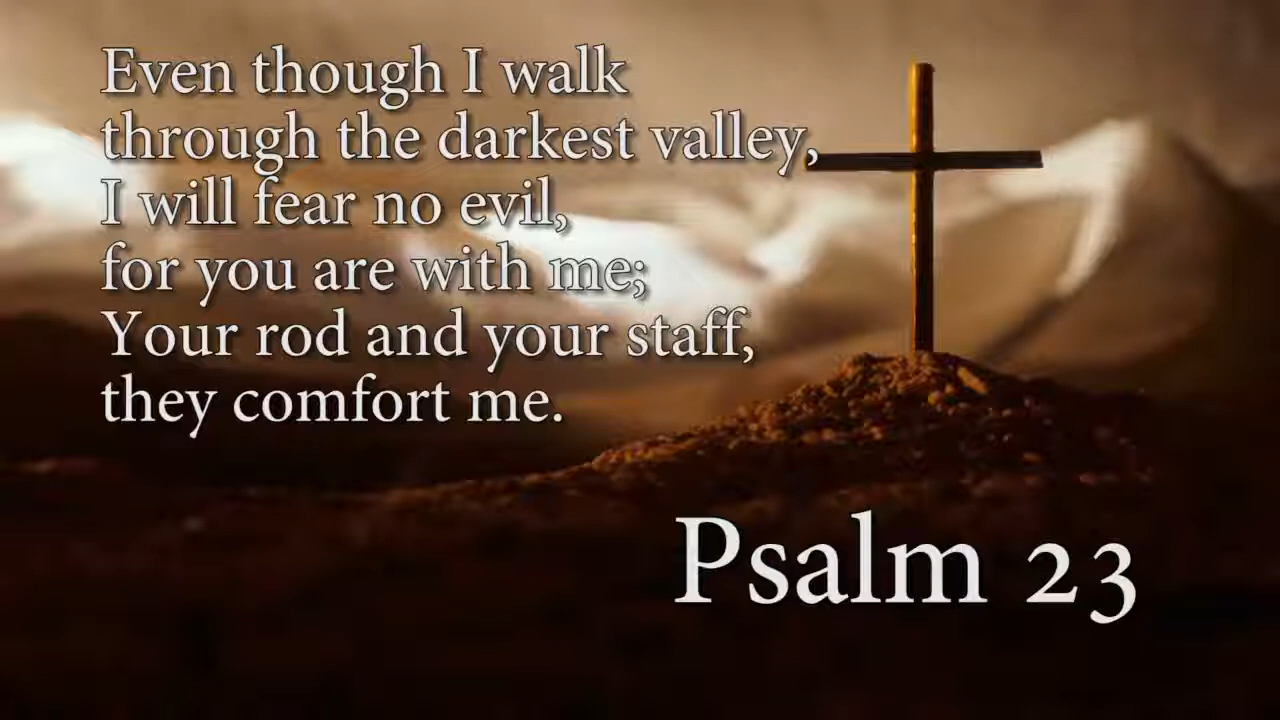 Even though I walk
through the darkest valley,
I will fear no evil,
for you are with me;
Your rod and your staff,
they comfort me.
Psalm 23